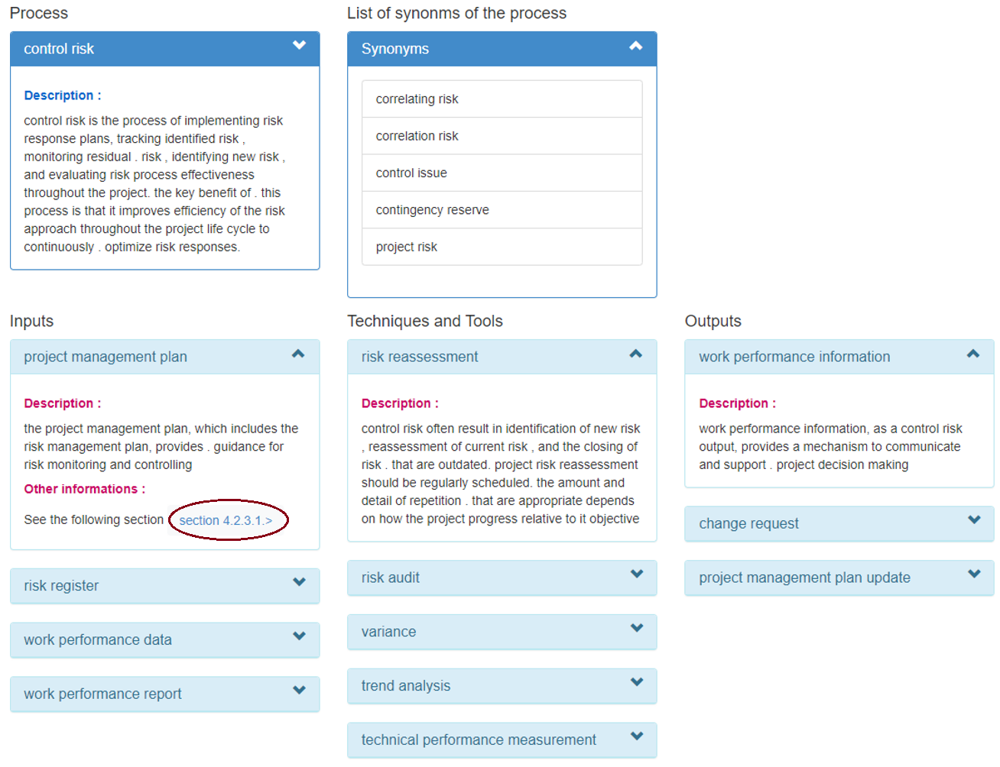 Process
control risk
Description :
control risk is the process of implementing risk
response plans, tracking identified risk ,
monitoring residual . risk , identifying new risk ,
and evaluating risk process effectiveness
throughout the project. the key benefit of . this
process is that it improves efficiency of the risk
approach throughout the project life cycle to
continuously . optimize risk responses.
List of synonms of the process
Synonyms
correlating risk
correlation risk
control issue
contingency reserve
project risk
Inputs
project management plan
Description :
the project management plan, which includes the
risk management plan, provides . guidance for
risk monitoring and controlling
Other informations :
See the following section section 4.2.3.1.>
risk register
work performance data
work performance report
Techniques and Tools
risk reassessment
Description :
control risk often result in identification of new risk
, reassessment of current risk , and the closing of
risk . that are outdated. project risk reassessment
should be regularly scheduled. the amount and
detail of repetition . that are appropriate depends
on how the project progress relative to it objective
risk audit
variance
trend analysis
technical performance measurement
Outputs
work performance information
Description :
work performance information, as a control risk
output, provides a mechanism to communicate
and support . project decision making
change request
project management plan update